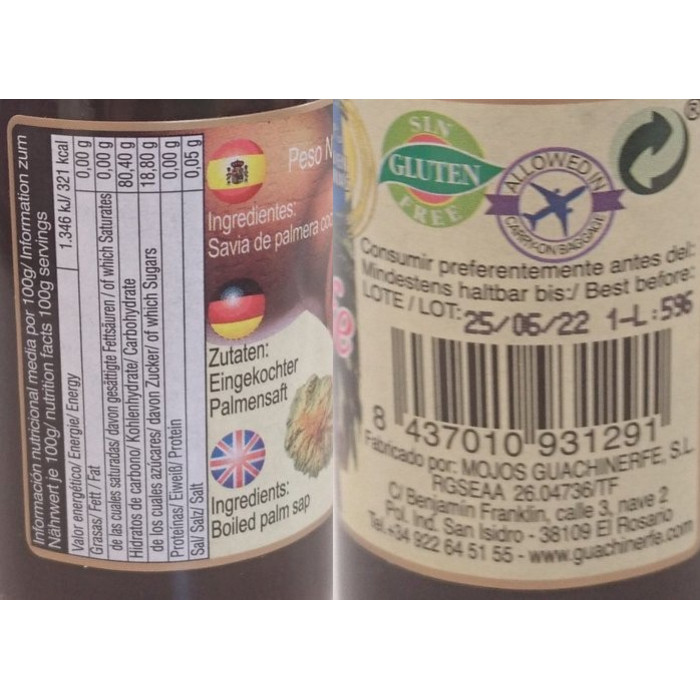 Información nutricional media por 100g/ Information zum
Nährwert je 100g/ nutrition facts 100g servings
Valor energético/ Energie/ Energy 1.346 kJ/ 321 kcal
Grasas/ Fett / Fat 0,00 g
de las cuales saturadas/ davon gesättigte Fettsäuren/ of which Saturates 0,00 g
Hidratos de carbono/ Kohlenhydrate/ Carbohydrate 80,40 g
de los cuales azúcares/ davon Zucker/ of which Sugars 18,80 g
Proteínas/ Eiweiß/ Protein 0,00 g
Sal/ Salz/ Salt 0,05 g
Peso
Ingredientes:
Savia de palmera
Zutaten:
Eingekochter
Palmensaft
Ingredients:
Boiled palm sap
SIN
GLUTEN
FREE
ALLOWED IN
CARRY-ON BAGGAGE
®
Consumir preferentemente antes del:
Mindestens haltbar bis:/ Best before:
LOTE / LOT: 25/06/22 1-L:596
8 437010 931291
Fabricado por: MOJOS GUACHINERFE, S.L.
RGSEAA 26.04736/TF
C/ Benjamín Franklin, calle 3, nave 2
Pol. Ind. San Isidro - 38109 El Rosario
Tel.+34 922 64 51 55 - www.guachinerfe.com